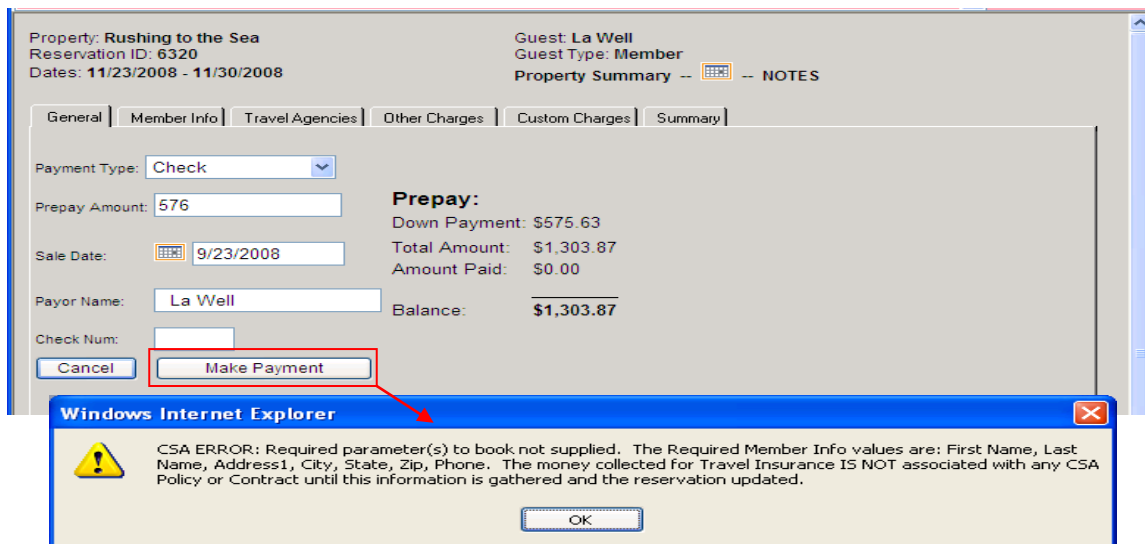 Property: Rushing to the Sea
Reservation ID: 6320
Dates: 11/23/2008 - 11/30/2008
Guest: La Well
Guest Type: Member
Property Summary -- -- NOTES
General Member Info Travel Agencies Other Charges Custom Charges Summary
Payment Type: Check
Prepay Amount: 576
Sale Date: 9/23/2008
Payor Name: La Well
Check Num:
Cancel Make Payment
Prepay:
Down Payment: $575.63
Total Amount: $1,303.87
Amount Paid: $0.00
Balance: $1,303.87
Windows Internet Explorer
CSA ERROR: Required parameter(s) to book not supplied. The Required Member Info values are: First Name, Last
Name, Address1, City, State, Zip, Phone. The money collected for Travel Insurance IS NOT associated with any CSA
Policy or Contract until this information is gathered and the reservation updated.
OK